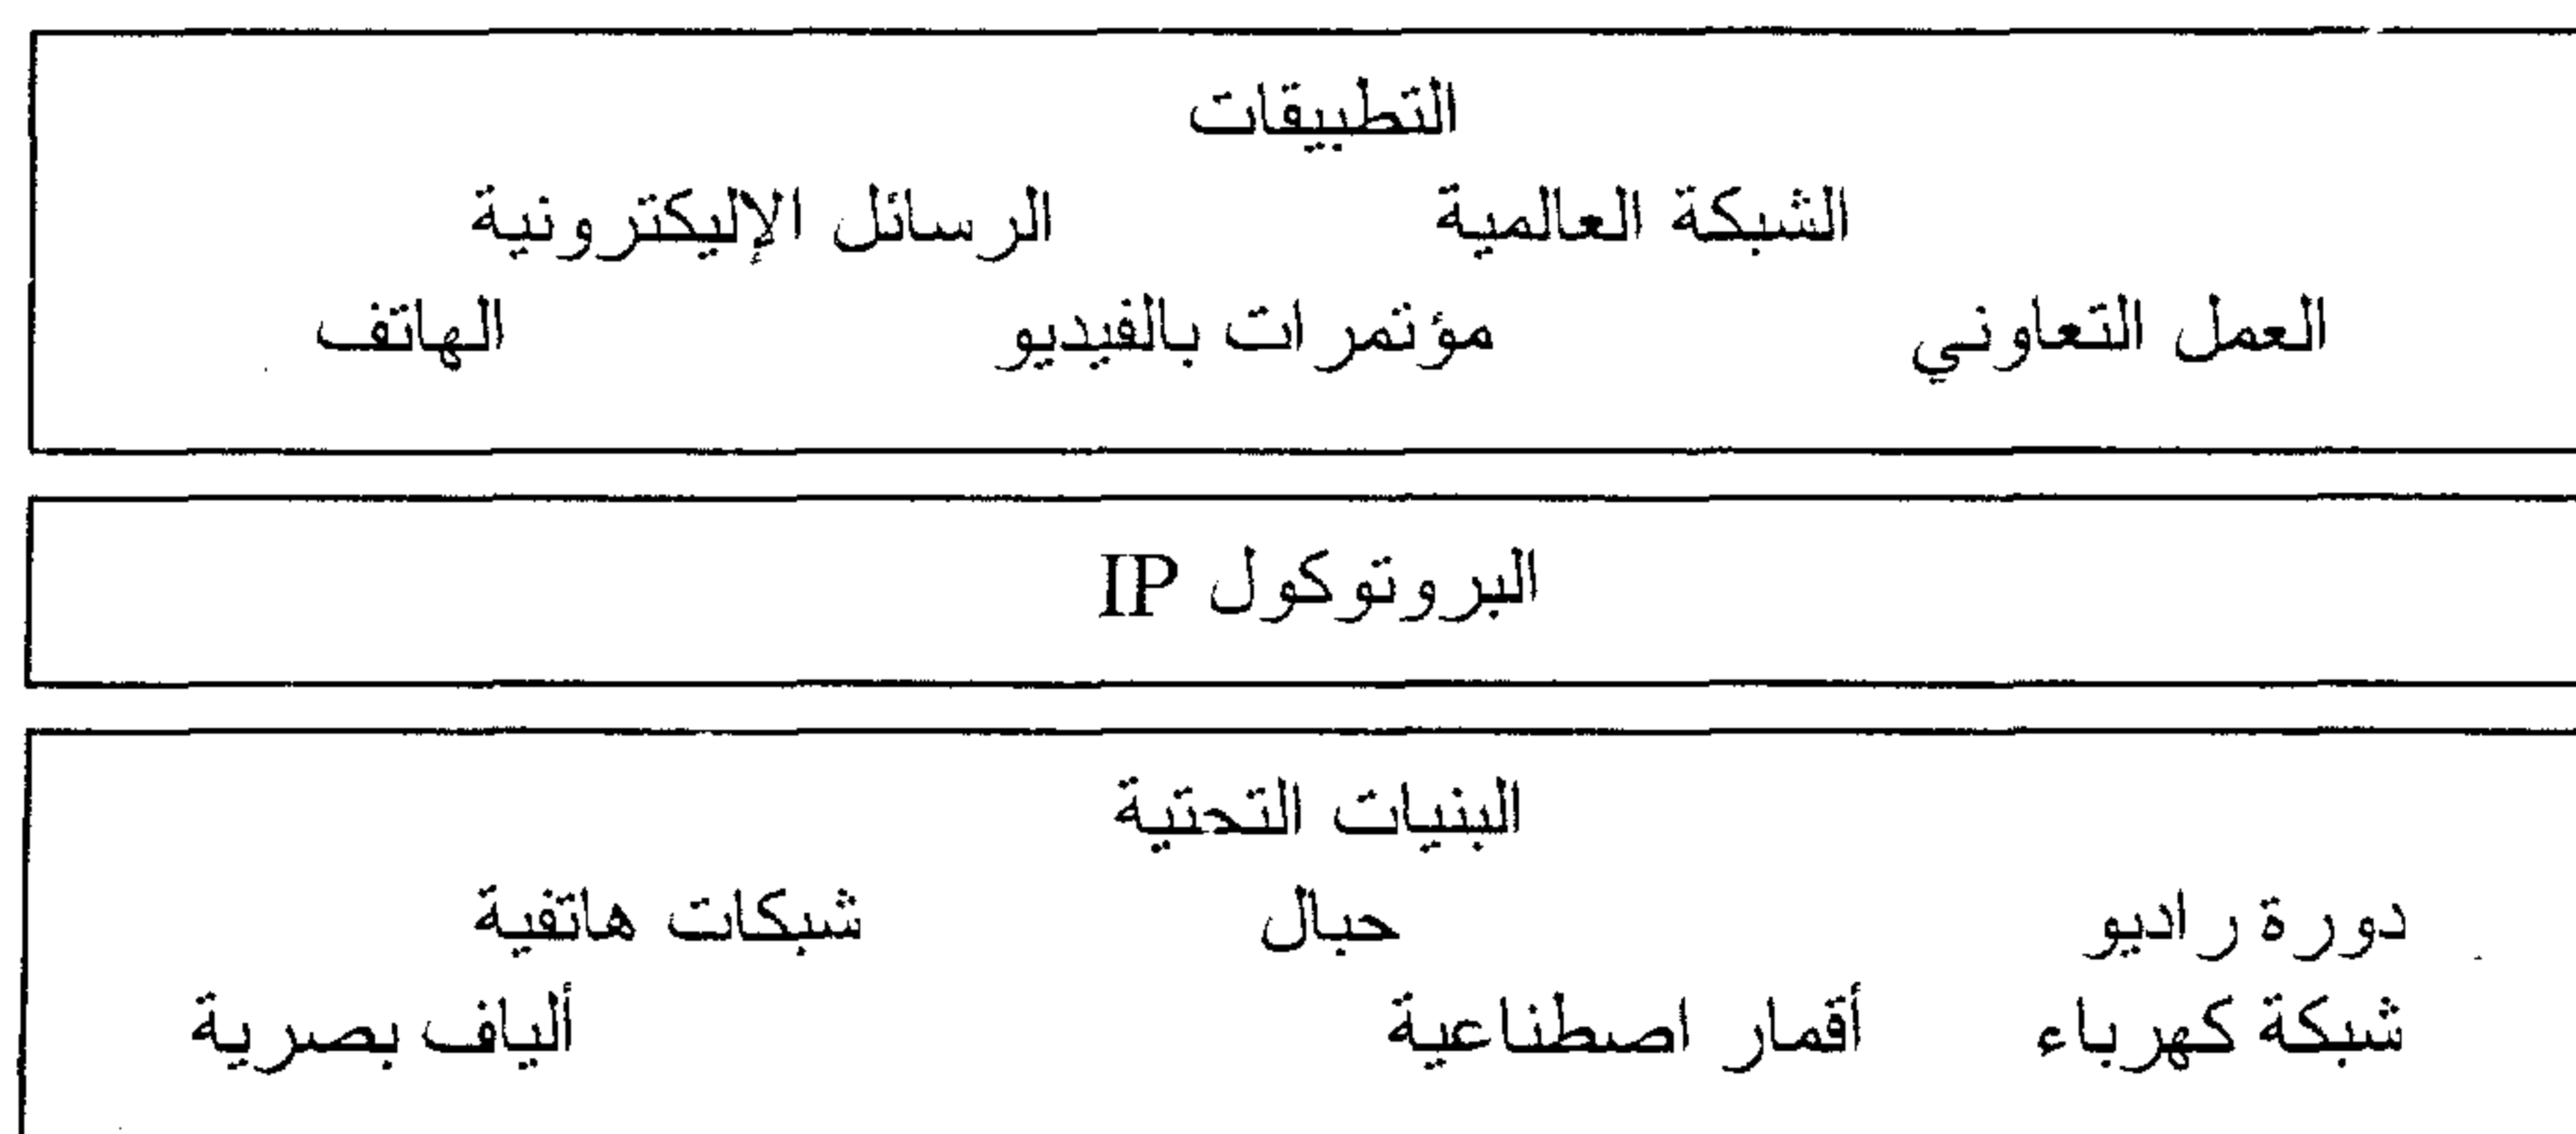 التطبيقات
الشبكة العالمية الرسائل الإليكترونية
العمل التعاوني مؤتمرات بالفيديو الهاتف
البروتوكول IP
البنيات التحتية
دورة راديو حبال شبكات هاتفية
شبكة كهرباء أقمار اصطناعية ألياف بصرية